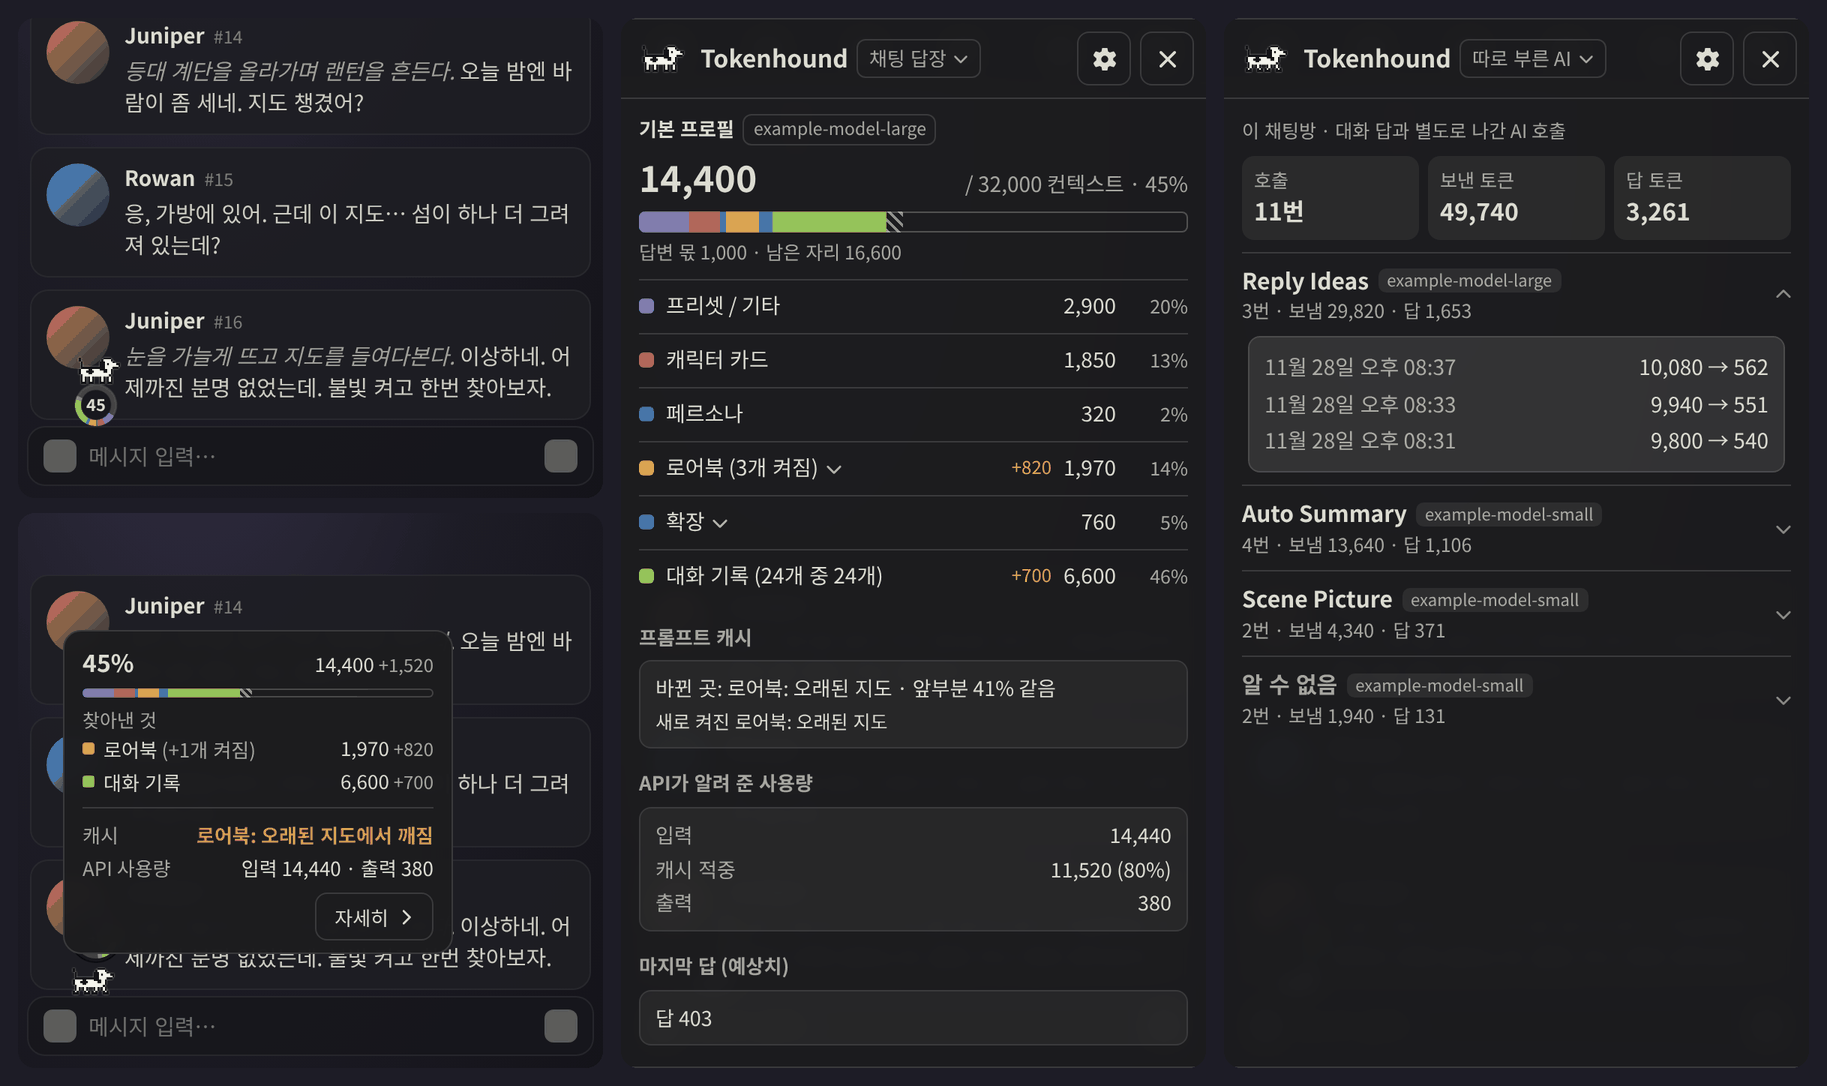 Juniper #14
등대 계단을 올라가며 랜턴을 흔든다. 오늘 밤엔 바
람이 좀 세네. 지도 챙겼어?
Rowan #15
응, 가방에 있어. 근데 이 지도… 섬이 하나 더 그려
져 있는데?
Juniper #16
눈을 가늘게 뜨고 지도를 들여다본다. 이상하네. 어
제까진 분명 없었는데. 불빛 켜고 한번 찾아보자.
45
메시지 입력…
Juniper #14
오늘 밤엔 바
45% 14,400 +1,520
찾아낸 것
로어북 (+1개 켜짐) 1,970 +820
하나 더 그려
대화 기록 6,600 +700
캐시 로어북: 오래된 지도에서 깨짐
API 사용량 입력 14,440 · 출력 380
자세히
이상하네. 어
제까진 분명 없었는데. 불빛 켜고 한번 찾아보자.
메시지 입력…
Tokenhound 채팅 답장
기본 프로필 example-model-large
14,400 / 32,000 컨텍스트 · 45%
답변 몫 1,000 · 남은 자리 16,600
프리셋 / 기타 2,900 20%
캐릭터 카드 1,850 13%
페르소나 320 2%
로어북 (3개 켜짐) +820 1,970 14%
확장 760 5%
대화 기록 (24개 중 24개) +700 6,600 46%
프롬프트 캐시
바뀐 곳: 로어북: 오래된 지도 · 앞부분 41% 같음
새로 켜진 로어북: 오래된 지도
API가 알려 준 사용량
입력 14,440
캐시 적중 11,520 (80%)
출력 380
마지막 답 (예상치)
답 403
Tokenhound 따로 부른 AI
이 채팅방 · 대화 답과 별도로 나간 AI 호출
호출 보낸 토큰 답 토큰
11번 49,740 3,261
Reply Ideas example-model-large
3번 · 보냄 29,820 · 답 1,653
11월 28일 오후 08:37 10,080 → 562
11월 28일 오후 08:33 9,940 → 551
11월 28일 오후 08:31 9,800 → 540
Auto Summary example-model-small
4번 · 보냄 13,640 · 답 1,106
Scene Picture example-model-small
2번 · 보냄 4,340 · 답 371
알 수 없음 example-model-small
2번 · 보냄 1,940 · 답 131